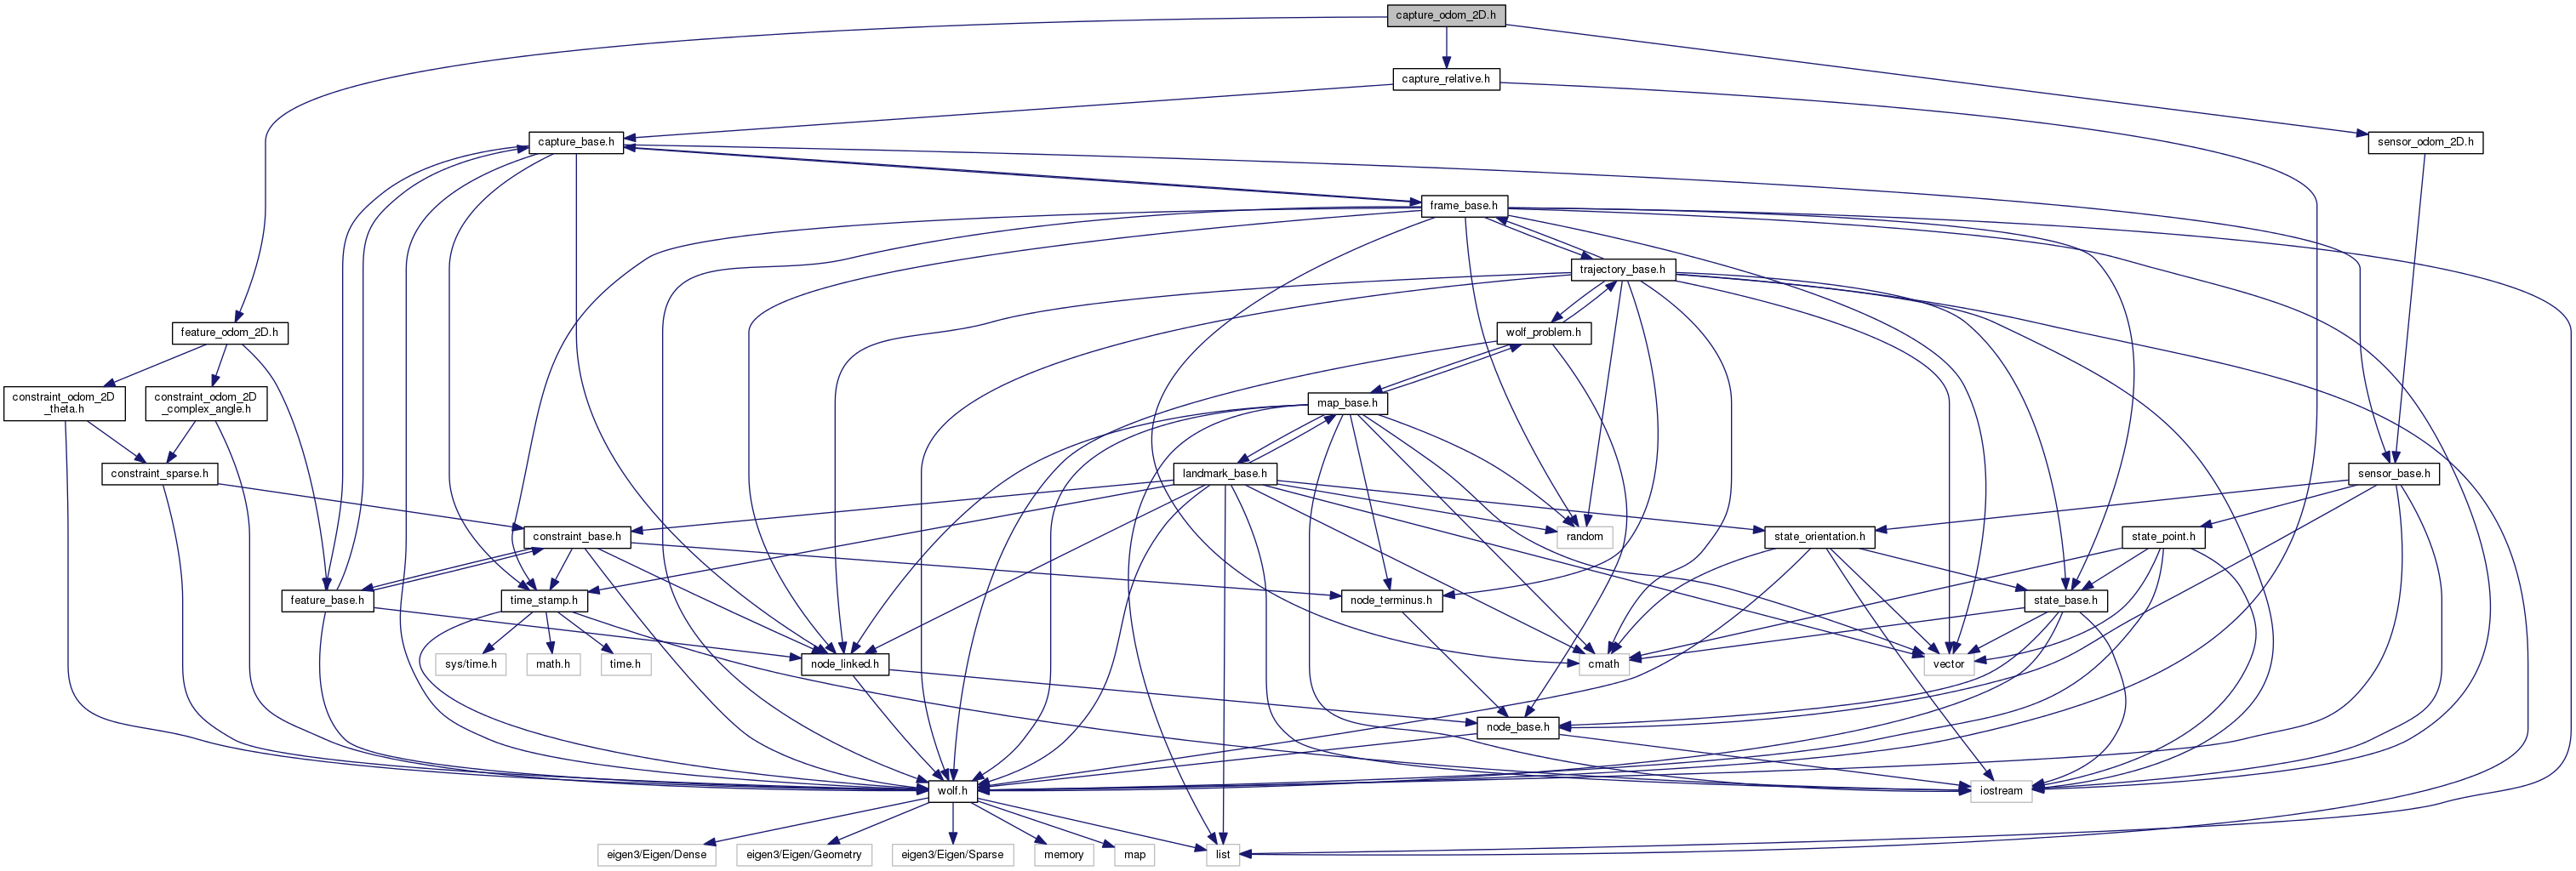 capture_odom_2D.h
capture_relative.h
capture_base.h
sensor_odom_2D.h
frame_base.h
trajectory_base.h
feature_odom_2D.h
wolf_problem.h
constraint_odom_2D
_theta.h
constraint_odom_2D
_complex_angle.h
map_base.h
constraint_sparse.h
landmark_base.h
sensor_base.h
constraint_base.h
random
state_orientation.h
state_point.h
feature_base.h
time_stamp.h
node_terminus.h
state_base.h
sys/time.h
math.h
time.h
node_linked.h
cmath
vector
node_base.h
wolf.h
iostream
eigen3/Eigen/Dense
eigen3/Eigen/Geometry
eigen3/Eigen/Sparse
memory
map
list